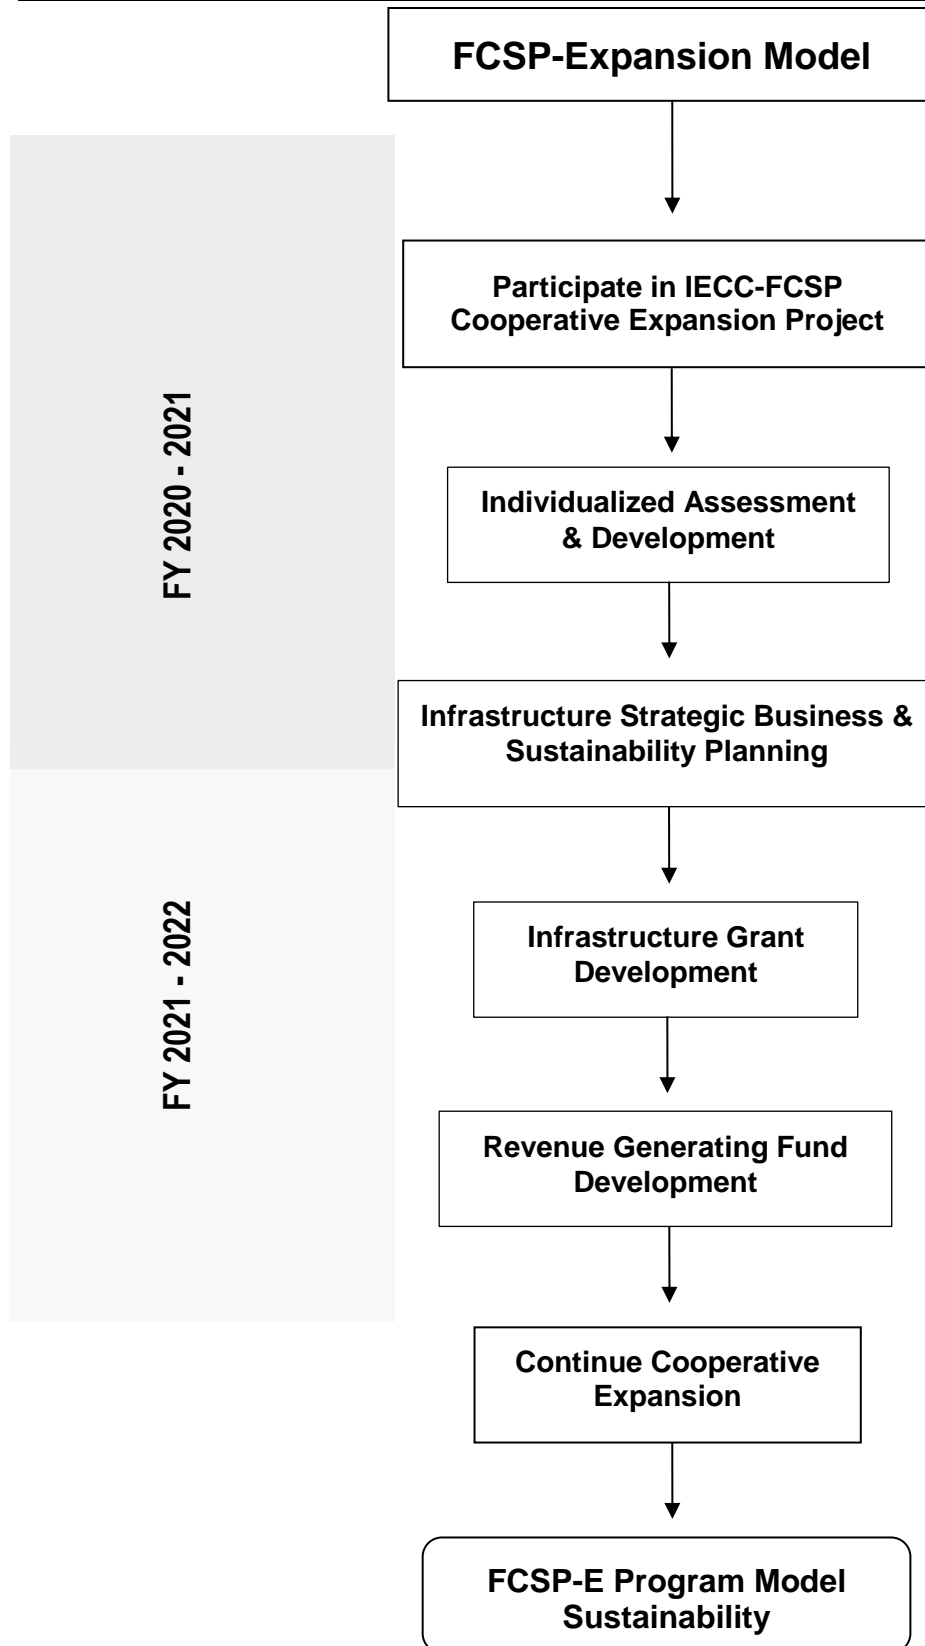 FCSP-Expansion Model
Participate in IECC-FCSP
Cooperative Expansion Project
FY 2020 - 2021
Individualized Assessment
& Development
Infrastructure Strategic Business &
Sustainability Planning
FY 2021 - 2022
Infrastructure Grant
Development
Revenue Generating Fund
Development
Continue Cooperative
Expansion
FCSP-E Program Model
Sustainability